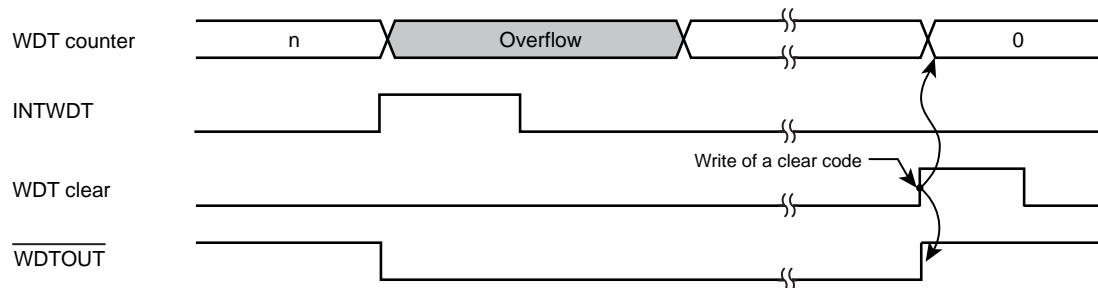 WDT counter n Overflow 0
INTWDT
Write of a clear code
WDT clear
WDTOUT